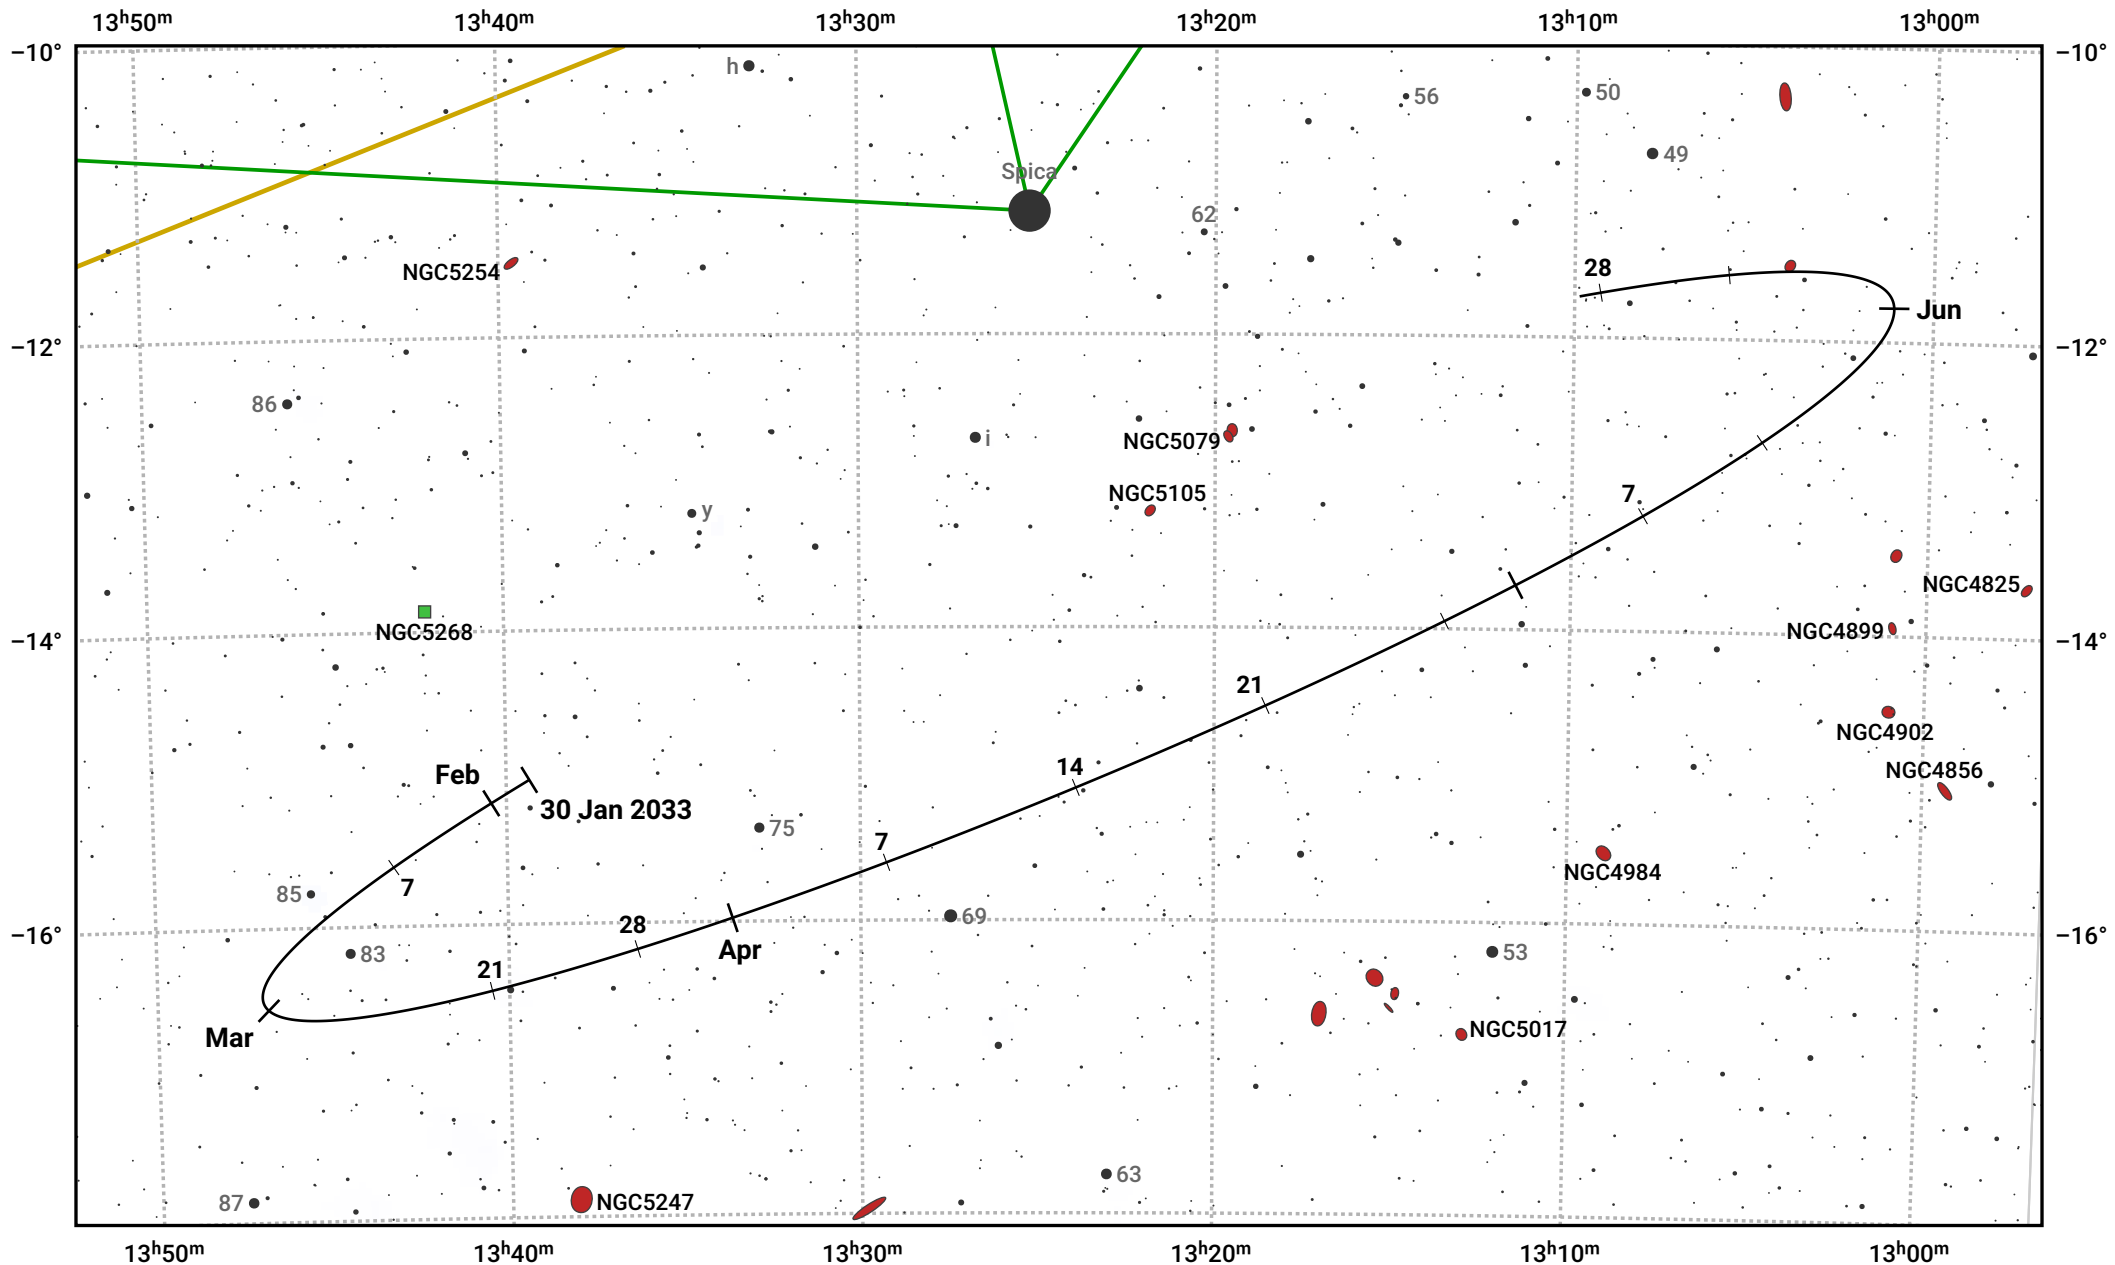 13ʰ50ᵐ 13ʰ40ᵐ 13ʰ30ᵐ 13ʰ20ᵐ 13ʰ10ᵐ 13ʰ00ᵐ
−10° −10°
h
56
50
49
Spica
62
NGC5254
28
Jun
−12° −12°
86
i
NGC5079
NGC5105
7
y
NGC4825
NGC5268
NGC4899
−14° −14°
21
NGC4902
Feb
14
NGC4856
30 Jan 2033
75
7
7
NGC4984
85
69
28
−16° −16°
83
Apr
53
21
Mar
NGC5017
63
87
NGC5247
13ʰ50ᵐ 13ʰ40ᵐ 13ʰ30ᵐ 13ʰ20ᵐ 13ʰ10ᵐ 13ʰ00ᵐ